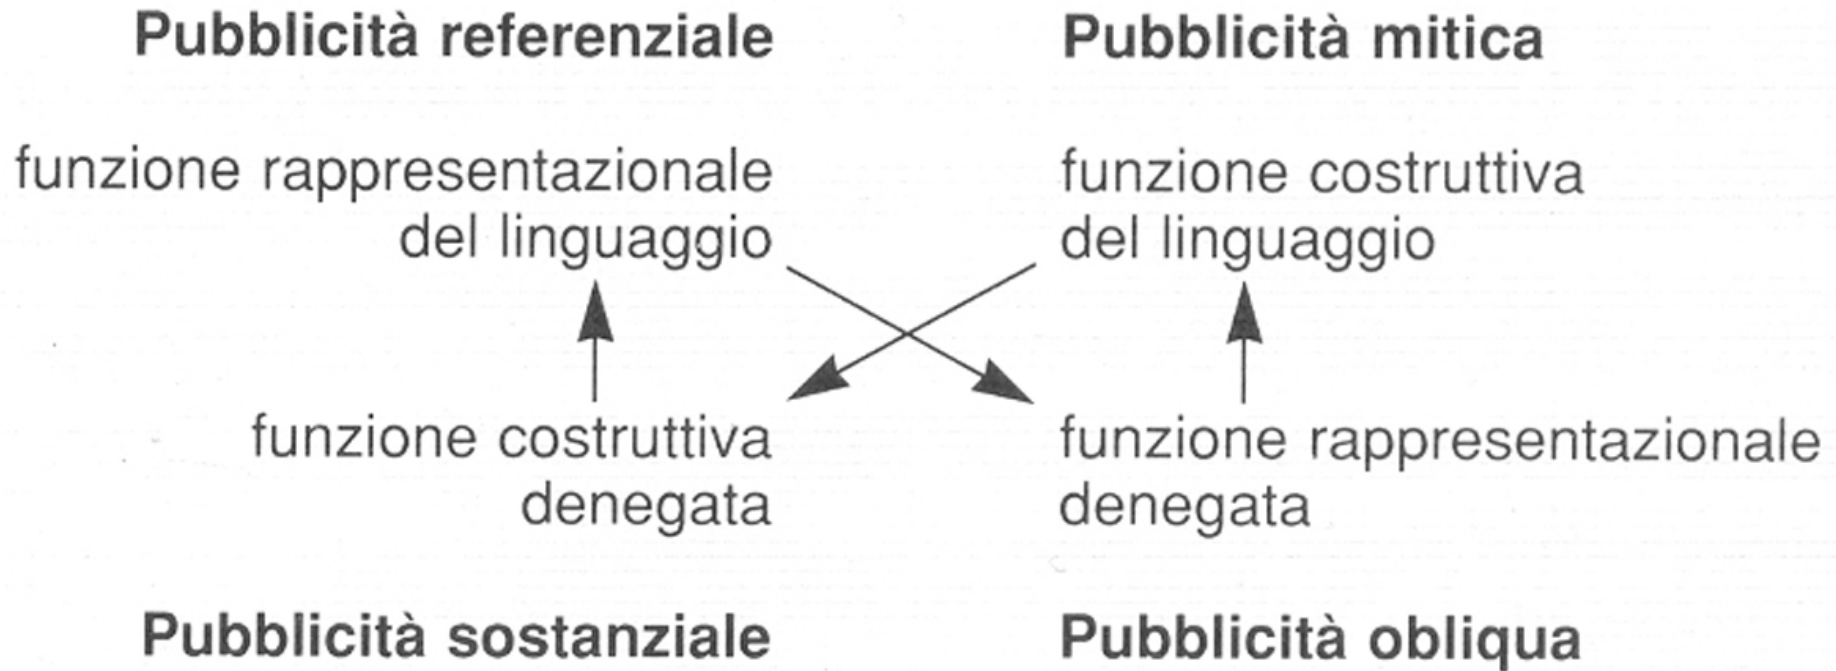 Pubblicità referenziale
Pubblicità mitica
funzione rappresentazionale
del linguaggio
funzione costruttiva
del linguaggio
funzione costruttiva
denegata
funzione rappresentazionale
denegata
Pubblicità sostanziale
Pubblicità obliqua